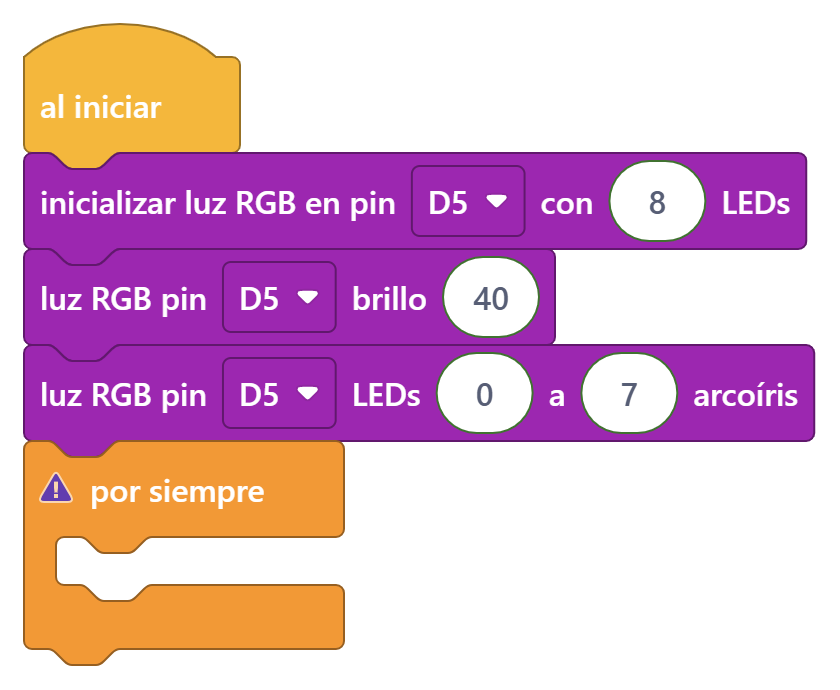 al iniciar
inicializar luz RGB en pin D5 con 8 LEDs
luz RGB pin D5 brillo 40
luz RGB pin D5 LEDs 0 a 7 arcoíris
por siempre